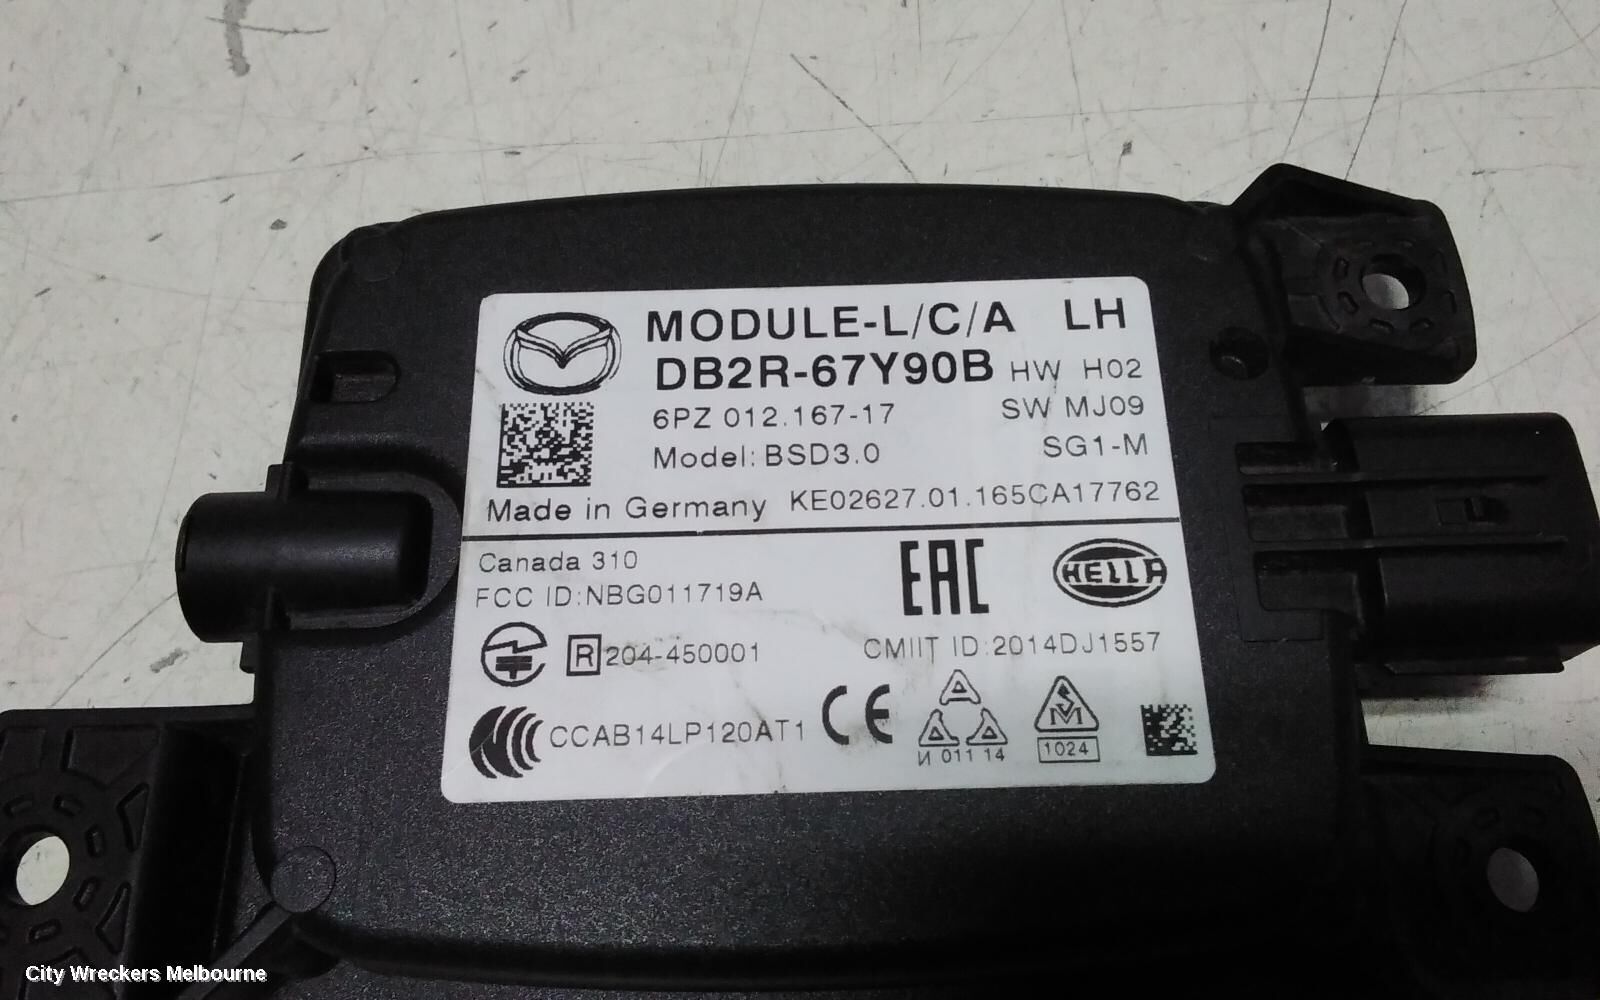 MODULE-L/C/A LH
DB2R-67Y90B HW H02
6PZ 012.167-17 SW MJ09
Model: BSD3.0 SG1-M
Made in Germany KE02627.01.165CA17762
Canada 310
FCC ID:NBG011719A
EAC HELLA
R 204-450001 CMIIT ID:2014DJ1557
CCAB14LP120AT1 CE
И 011 14 1024
City Wreckers Melbourne